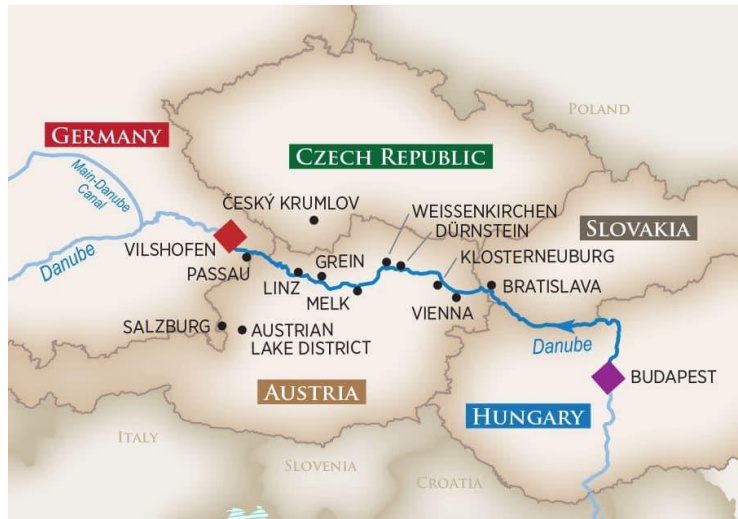 POLAND
GERMANY
CZECH REPUBLIC
Main-Danube
Canal
ČESKÝ KRUMLOV
WEISSENKIRCHEN
DÜRNSTEIN
SLOVAKIA
VILSHOFEN
Danube
PASSAU
GREIN
KLOSTERNEUBURG
LINZ
MELK
BRATISLAVA
VIENNA
SALZBURG
AUSTRIAN
LAKE DISTRICT
Danube
BUDAPEST
AUSTRIA
HUNGARY
ITALY
SLOVENIA
CROATIA